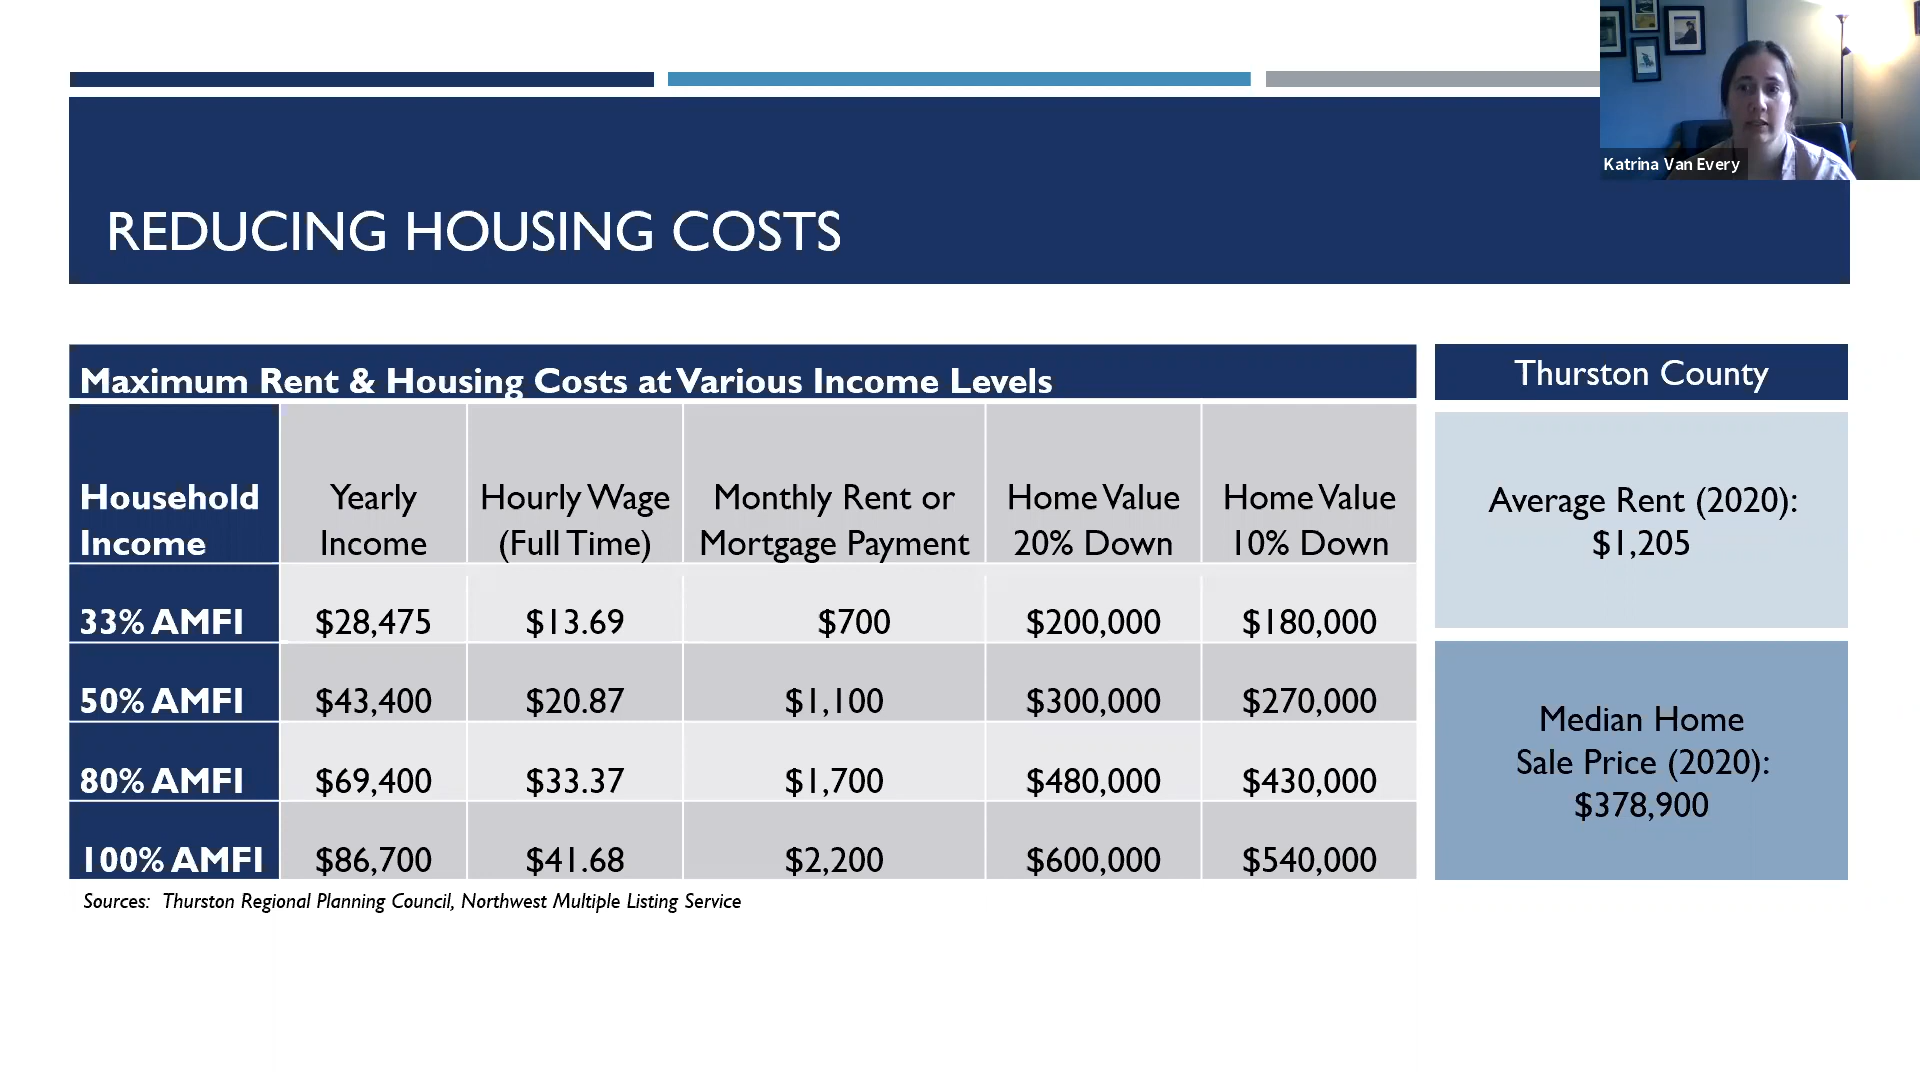 Katrina Van Every
REDUCING HOUSING COSTS
Maximum Rent & Housing Costs at Various Income Levels
Household Income
Yearly Income
Hourly Wage (Full Time)
Monthly Rent or Mortgage Payment
Home Value 20% Down
Home Value 10% Down
33% AMFI $28,475 $13.69 $700 $200,000 $180,000
50% AMFI $43,400 $20.87 $1,100 $300,000 $270,000
80% AMFI $69,400 $33.37 $1,700 $480,000 $430,000
100% AMFI $86,700 $41.68 $2,200 $600,000 $540,000
Sources: Thurston Regional Planning Council, Northwest Multiple Listing Service
Thurston County
Average Rent (2020):
$1,205
Median Home
Sale Price (2020):
$378,900